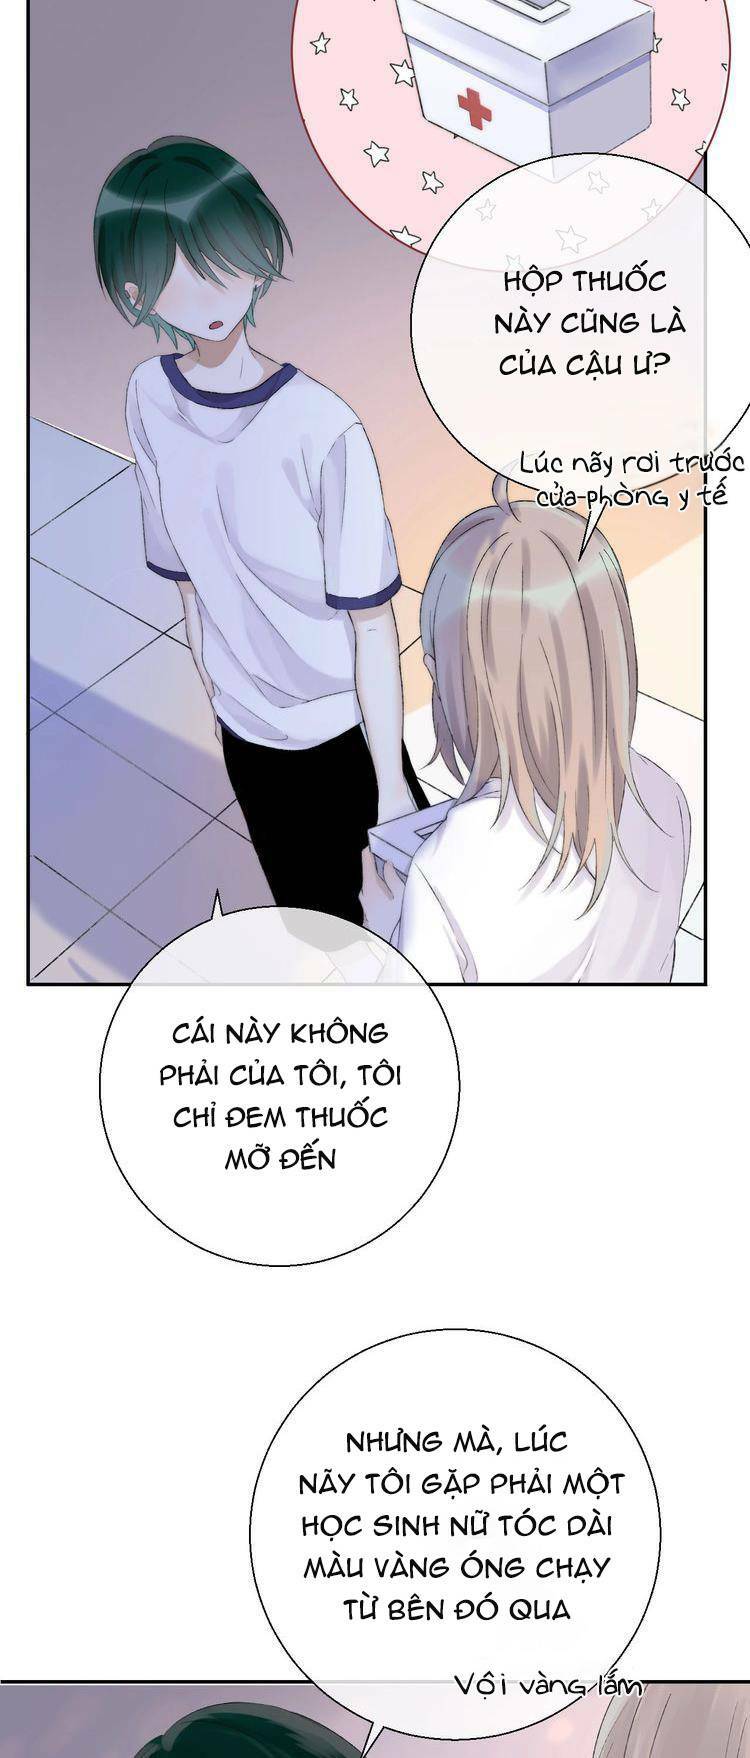 HỘP THUỐC
NÀY CŨNG LÀ
CỦA CẬU Ư?
Lúc nãy rơi trước
cửa phòng y tế
CÁI NÀY KHÔNG
PHẢI CỦA TÔI, TÔI
CHỈ ĐEM THUỐC
MỠ ĐẾN
NHƯNG MÀ, LÚC
NÃY TÔI GẶP PHẢI MỘT
HỌC SINH NỮ TÓC DÀI
MÀU VÀNG ÓNG CHẠY
TỪ BÊN ĐÓ QUA
Vội vàng lắm